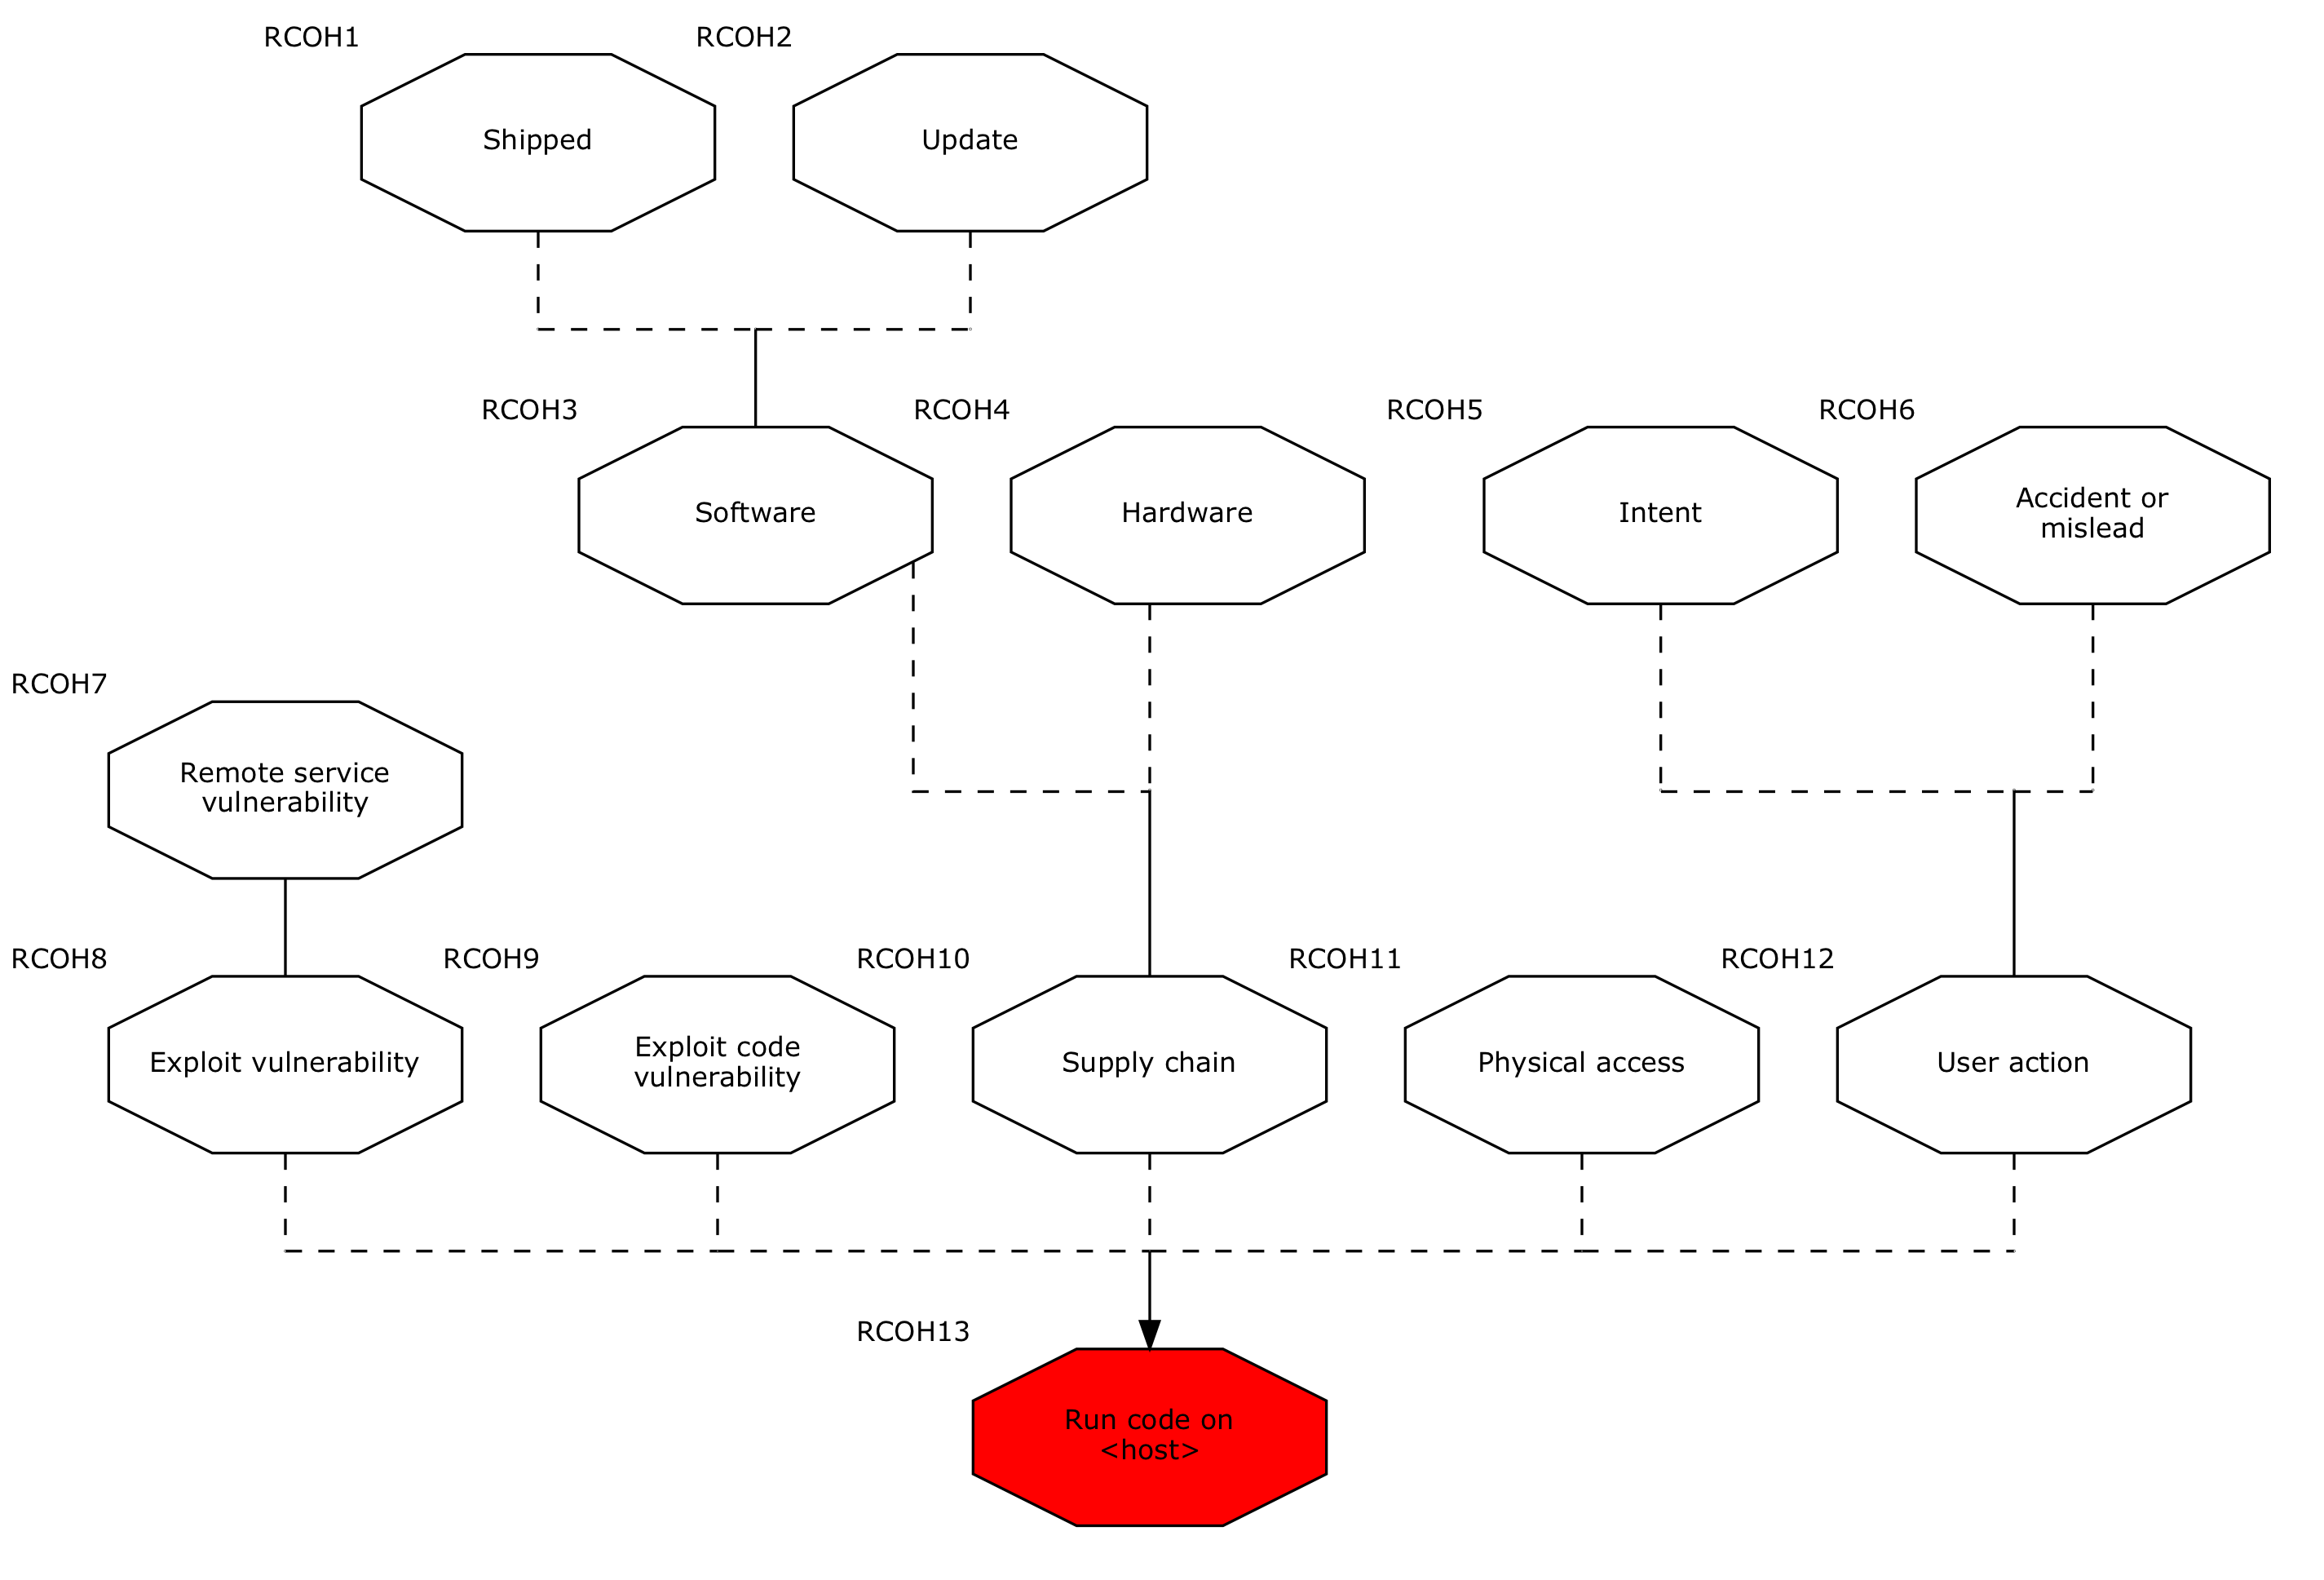 RCOH1
RCOH2
Shipped
Update
RCOH3
RCOH4
RCOH5
RCOH6
Software
Hardware
Intent
Accident or
mislead
RCOH7
Remote service
vulnerability
RCOH8
RCOH9
RCOH10
RCOH11
RCOH12
Exploit vulnerability
Exploit code
vulnerability
Supply chain
Physical access
User action
RCOH13
Run code on
<host>